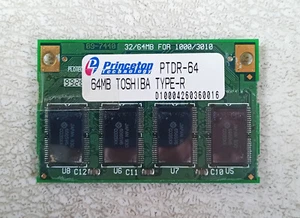 32/64MB FOR 1000/3010
Princeton
Technology
PTDR-64
64MB TOSHIBA TYPE-R
D10004260360016
U8 C12 U6 C11 U7 C10 U5